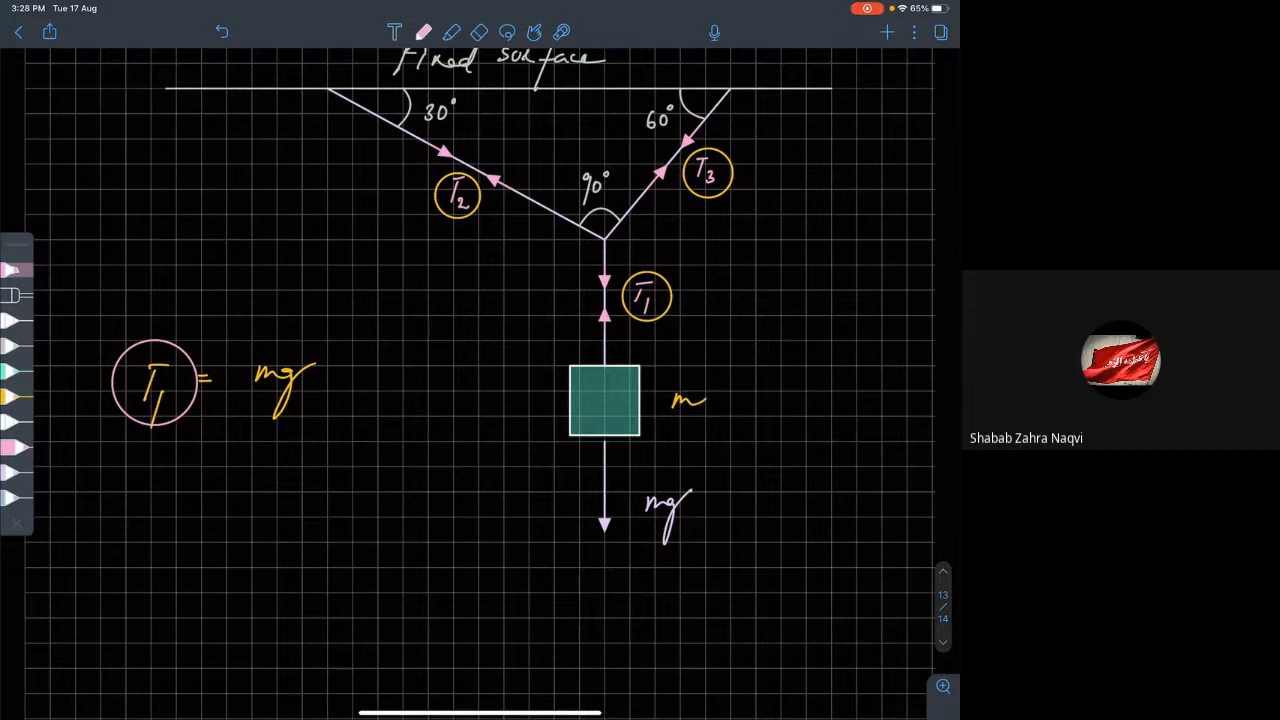 3:28 PM Tue 17 Aug
65%
Fixed surface
30°
60°
T3
90°
T2
T1
T1 = mg
m
mg
13
/
14
Shabab Zahra Naqvi